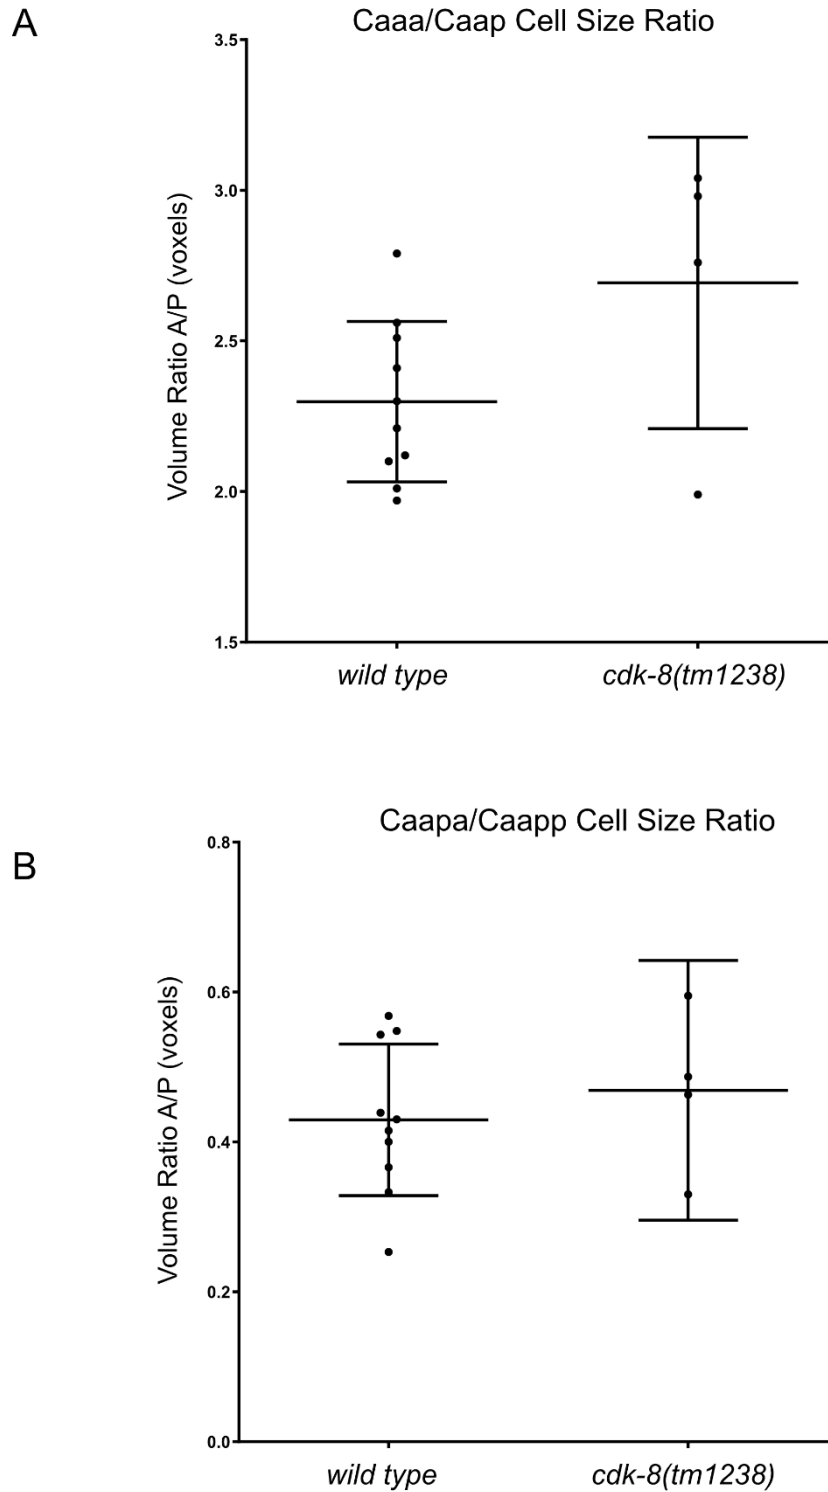 A
Caaa/Caap Cell Size Ratio
Volume Ratio A/P (voxels)
3.5
3.0
2.5
2.0
1.5
wild type
cdk-8(tm1238)
B
Caapa/Caapp Cell Size Ratio
Volume Ratio A/P (voxels)
0.8
0.6
0.4
0.2
0.0
wild type
cdk-8(tm1238)